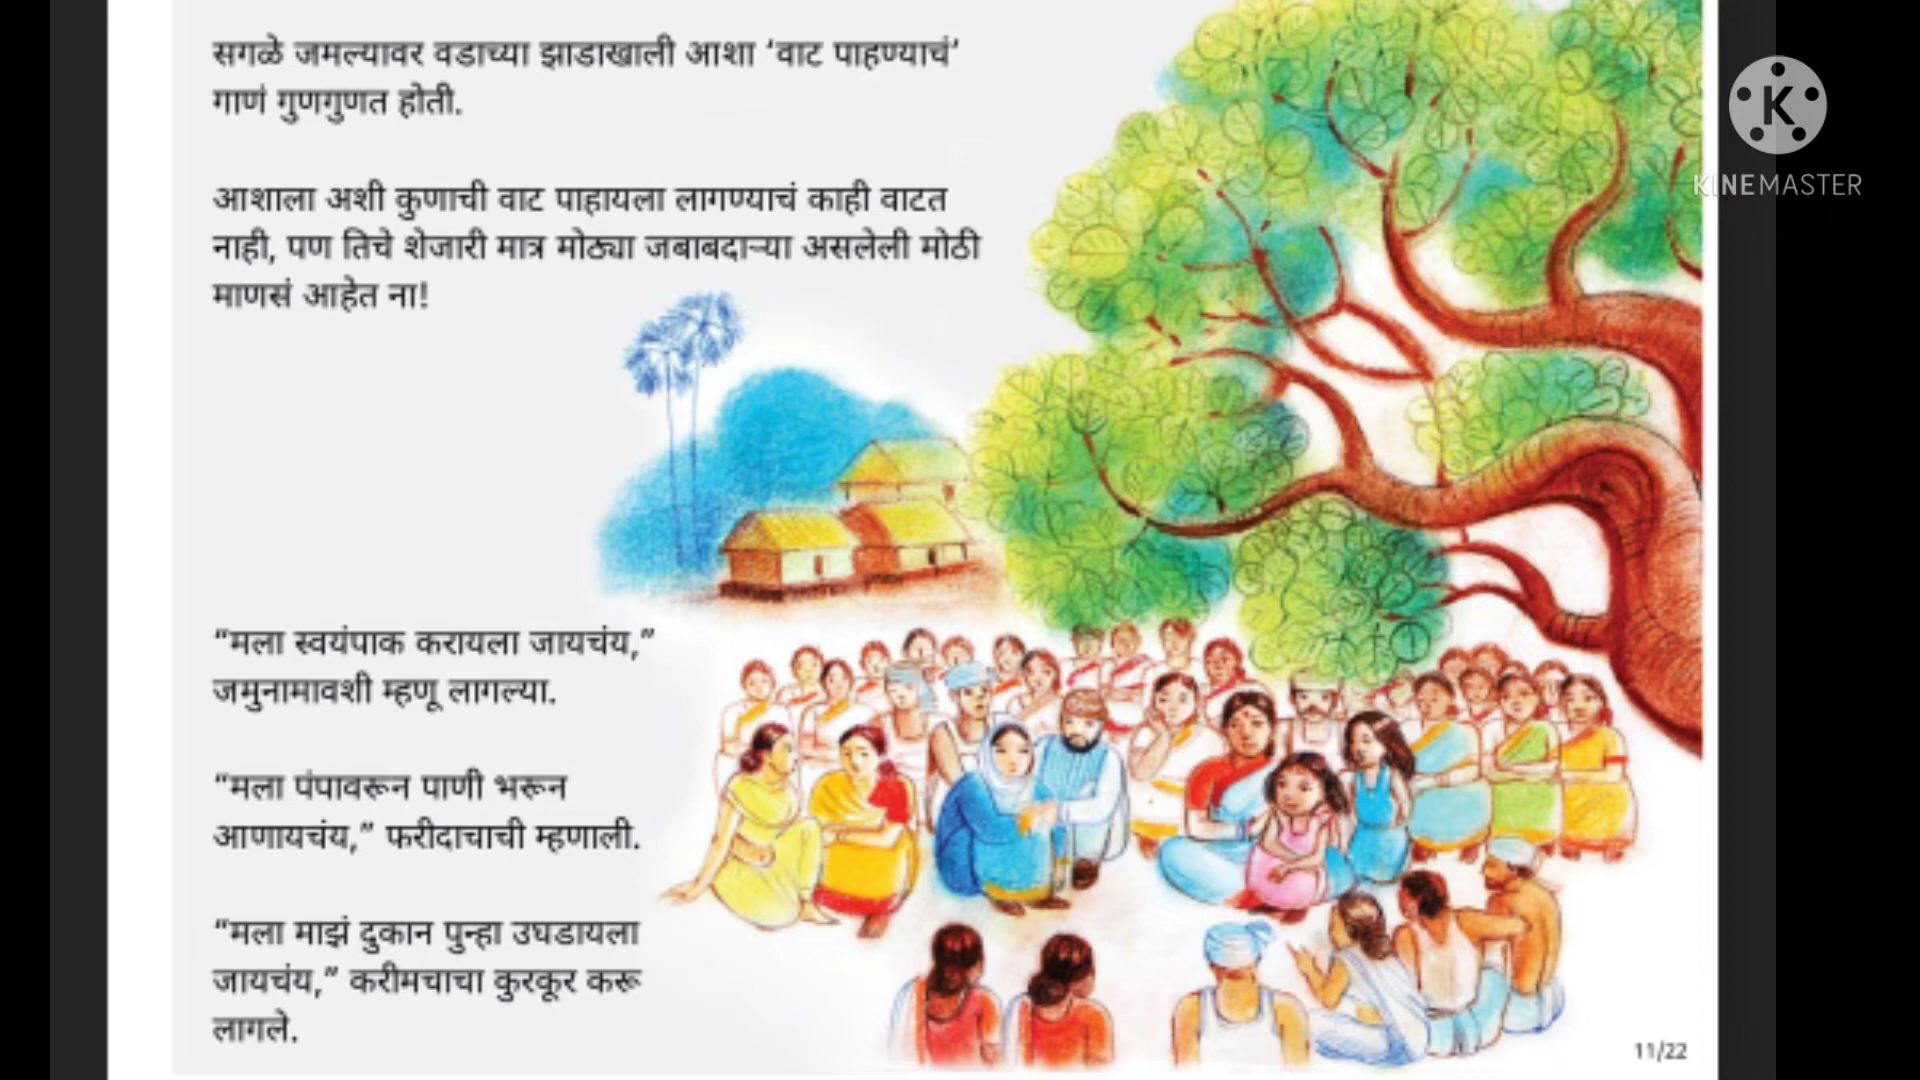 सगळे जमल्यावर वडाच्या झाडाखाली आशा ‘वाट पाहण्याचं’
गाणं गुणगुणत होती.
आशाला अशी कुणाची वाट पाहायला लागण्याचं काही वाटत
नाही, पण तिचे शेजारी मात्र मोठ्या जबाबदाऱ्या असलेली मोठी
माणसं आहेत ना!
“मला स्वयंपाक करायला जायचंय,”
जमुनामावशी म्हणू लागल्या.
“मला पंपावरून पाणी भरून
आणायचंय,” फरीदाचाची म्हणाली.
“मला माझं दुकान पुन्हा उघडायला
जायचंय,” करीमचाचा कुरकूर करू
लागले.
11/22
K
KINEMASTER